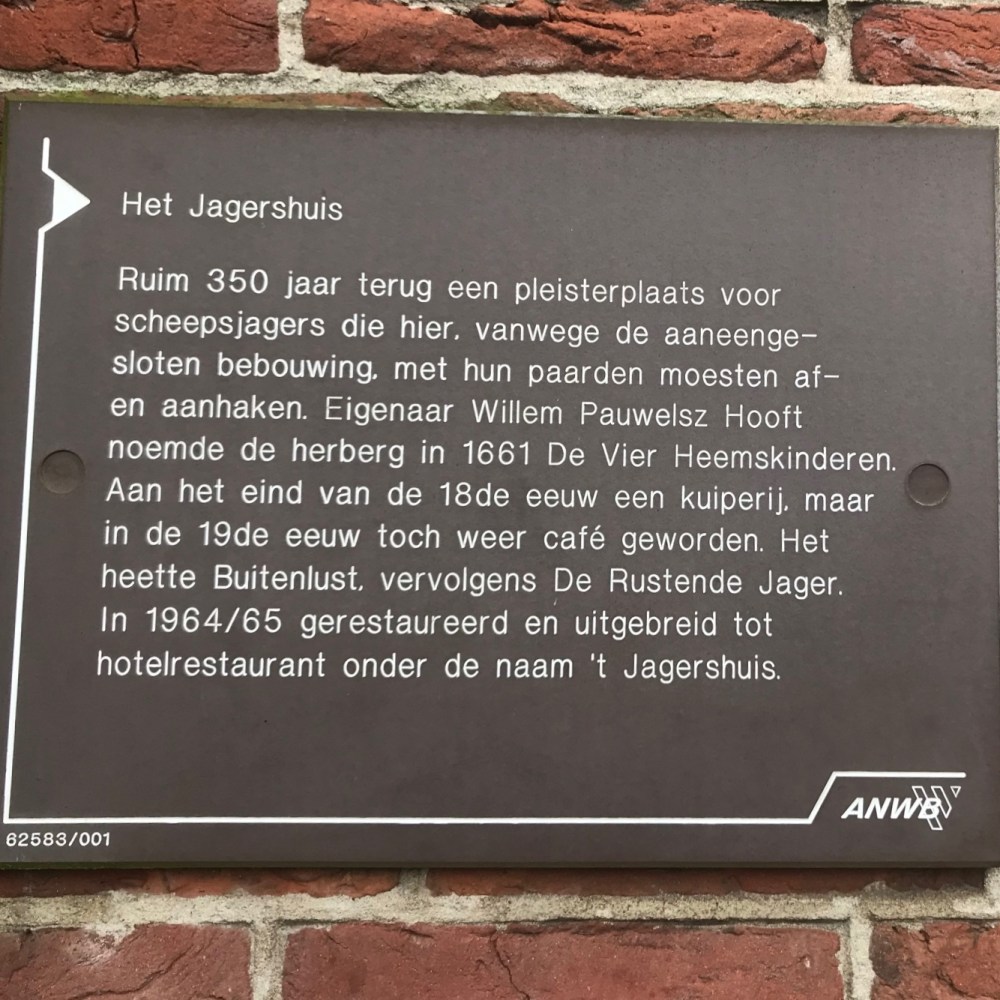 Het Jagershuis
Ruim 350 jaar terug een pleisterplaats voor
scheepsjagers die hier, vanwege de aaneenge-
sloten bebouwing, met hun paarden moesten af-
en aanhaken. Eigenaar Willem Pauwelsz Hooft
noemde de herberg in 1661 De Vier Heemskinderen.
Aan het eind van de 18de eeuw een kuiperij, maar
in de 19de eeuw toch weer café geworden. Het
heette Buitenlust, vervolgens De Rustende Jager.
In 1964/65 gerestaureerd en uitgebreid tot
hotelrestaurant onder de naam 't Jagershuis.
ANWB
62583/001